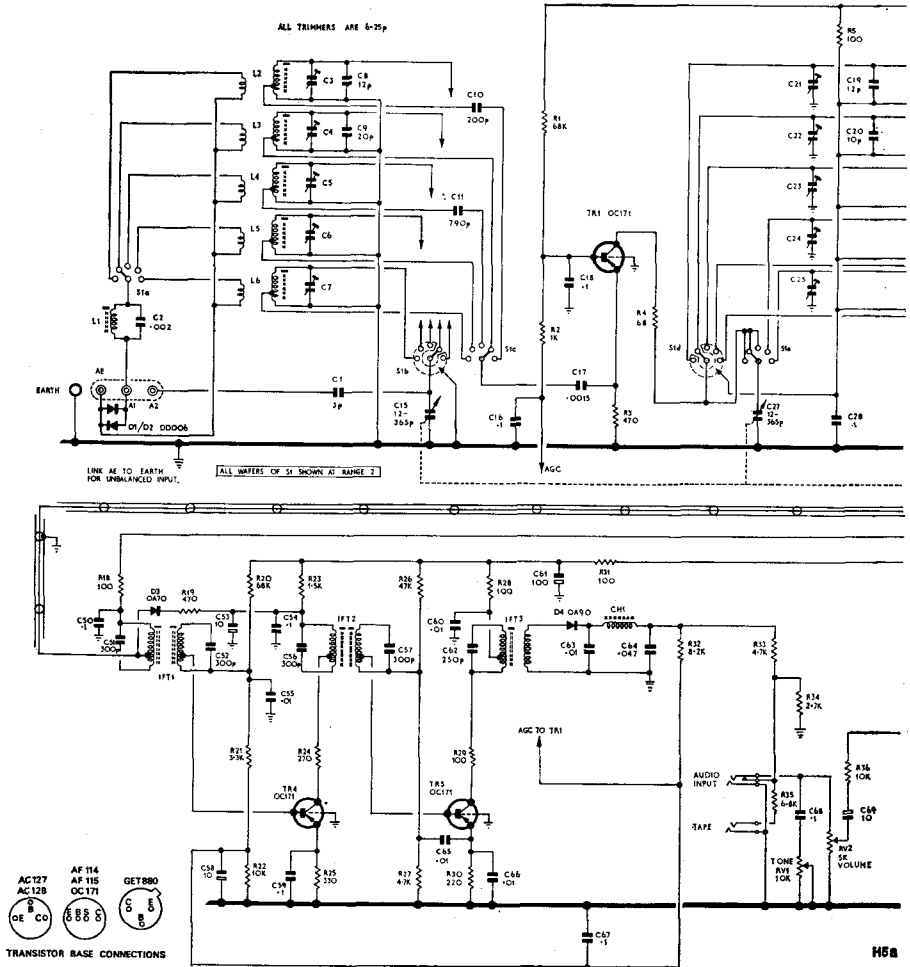 ALL TRIMMERS ARE 6-25p
R5
100
L2
C3
C8
12p
C10
200p
C21
C19
12p
L3
C4
C9
20p
R1
68K
C22
C20
10p
L4
C5
C11
790p
C23
TR1 OC171
L5
C6
C24
L6
C7
C18
·1
C25
S1a
L1
C2
·002
R2
1K
R4
68
S1b
S1c
S1d
S1e
EARTH
AE
A1
A2
C1
3p
C17
·0015
C15
12-
365p
C16
·1
R3
470
C27
12-
365p
C28
·1
D1/D2 DD006
LINK AE TO EARTH
FOR UNBALANCED INPUT.
ALL WAFERS OF S1 SHOWN AT RANGE 2
AGC
R18
100
D3
OA70
R19
470
R20
68K
R23
1·5K
R26
47K
R28
100
C61
100
R31
100
C50
·1
C51
300p
C52
300p
C53
10
C54
·1
IFT2
C56
300p
C57
300p
C60
·01
IFT3
C62
250p
D4 OA90
CH1
C63
·01
C64
·047
R32
8·2K
R33
4·7K
IFT1
C55
·01
R34
2·7K
R21
3·3K
R24
270
AGC TO TR1
R29
100
R36
10K
TR4
OC171
TR5
OC171
AUDIO
INPUT
R35
6·8K
C68
·1
C69
10
TAPE
C65
·01
RV2
5K
VOLUME
C58
10
R22
10K
C59
·1
R25
330
R27
4·7K
R30
220
C66
·01
TONE
RV1
10K
AC127
AC128
AF 114
AF 115
OC171
GET880
B
E
C
E
B
S
C
C
E
B
C67
·1
TRANSISTOR BASE CONNECTIONS
H5a